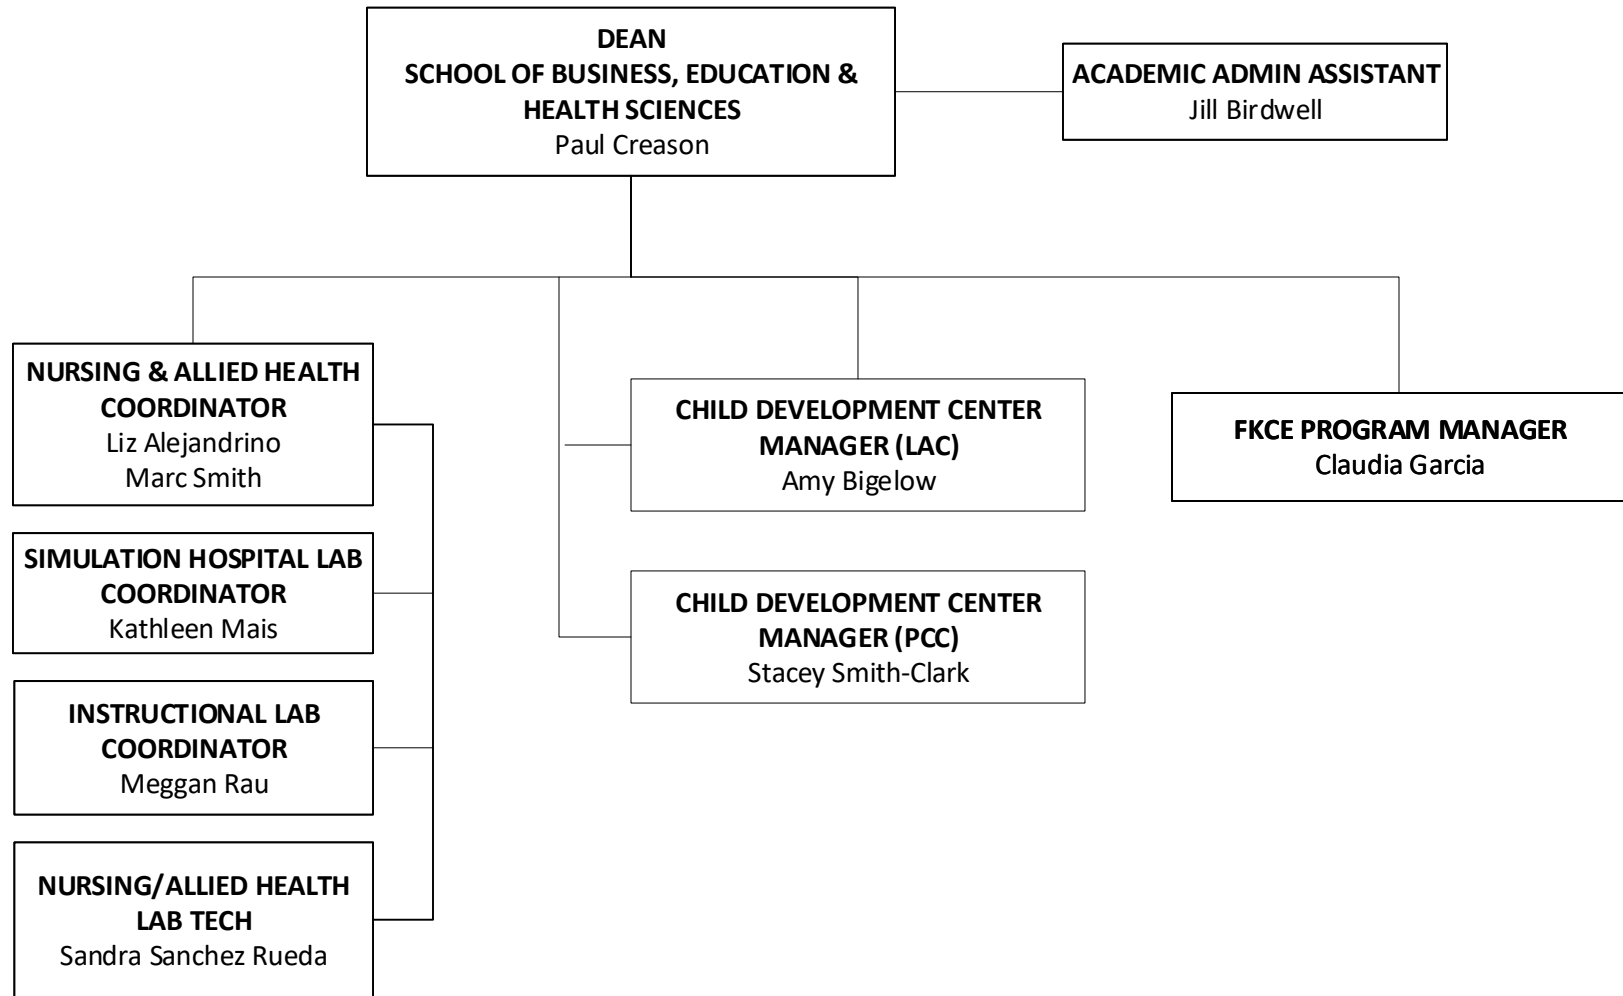 DEAN
SCHOOL OF BUSINESS, EDUCATION &
HEALTH SCIENCES
Paul Creason
ACADEMIC ADMIN ASSISTANT
Jill Birdwell
NURSING & ALLIED HEALTH
COORDINATOR
Liz Alejandrino
Marc Smith
SIMULATION HOSPITAL LAB
COORDINATOR
Kathleen Mais
INSTRUCTIONAL LAB
COORDINATOR
Meggan Rau
NURSING/ALLIED HEALTH
LAB TECH
Sandra Sanchez Rueda
CHILD DEVELOPMENT CENTER
MANAGER (LAC)
Amy Bigelow
CHILD DEVELOPMENT CENTER
MANAGER (PCC)
Stacey Smith-Clark
FKCE PROGRAM MANAGER
Claudia Garcia